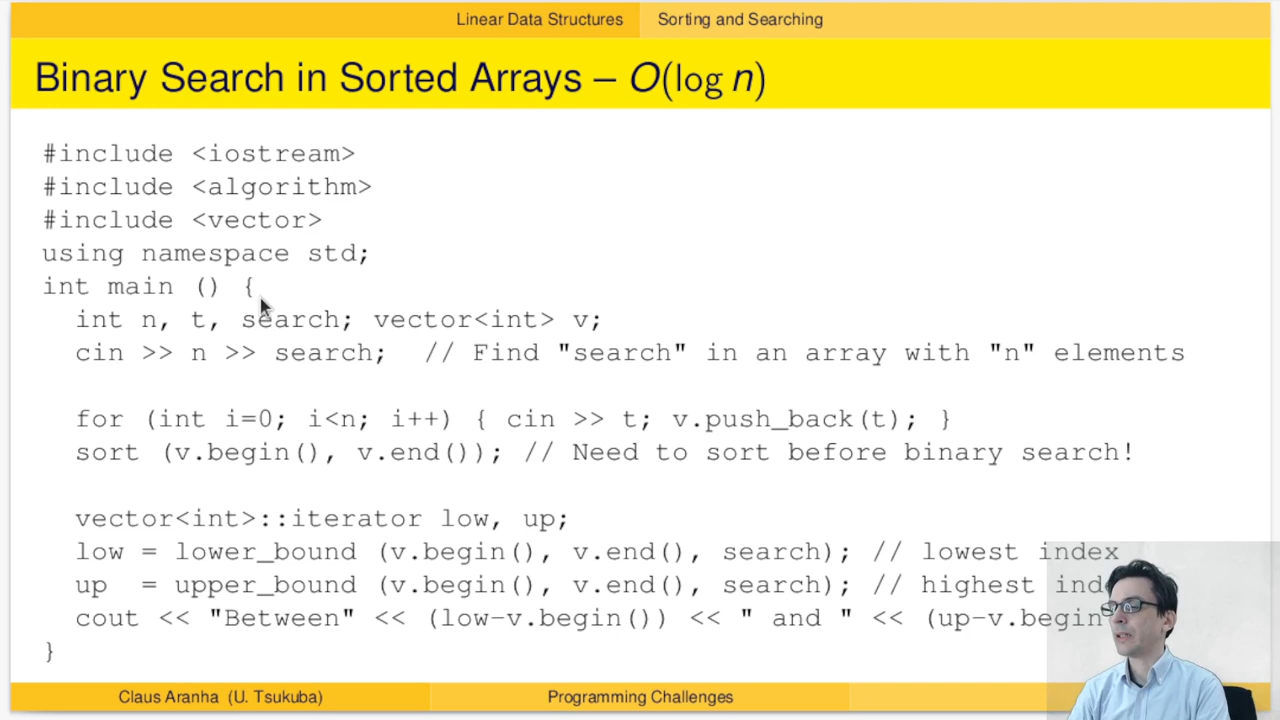 Linear Data Structures Sorting and Searching
Binary Search in Sorted Arrays – O(log n)
#include <iostream>
#include <algorithm>
#include <vector>
using namespace std;
int main () {
int n, t, search; vector<int> v;
cin >> n >> search; // Find "search" in an array with "n" elements
for (int i=0; i<n; i++) { cin >> t; v.push_back(t); }
sort (v.begin(), v.end()); // Need to sort before binary search!
vector<int>::iterator low, up;
low = lower_bound (v.begin(), v.end(), search); // lowest index
up = upper_bound (v.begin(), v.end(), search); // highest
cout << "Between" << (low-v.begin()) << " and " << (up-v.begin
}
Claus Aranha (U. Tsukuba) Programming Challenges